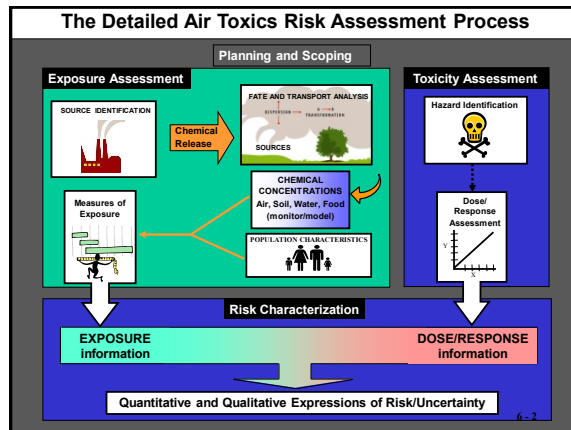 The Detailed Air Toxics Risk Assessment Process
Planning and Scoping
Exposure Assessment
SOURCE IDENTIFICATION
Chemical
Release
FATE AND TRANSPORT ANALYSIS
DISPERSION
A B
TRANSFORMATION
SOURCES
CHEMICAL
CONCENTRATIONS
Air, Soil, Water, Food
(monitor/model)
POPULATION CHARACTERISTICS
Measures of
Exposure
Toxicity Assessment
Hazard Identification
Dose/
Response
Assessment
Y
X
Risk Characterization
EXPOSURE
information
DOSE/RESPONSE
information
Quantitative and Qualitative Expressions of Risk/Uncertainty
6 - 2